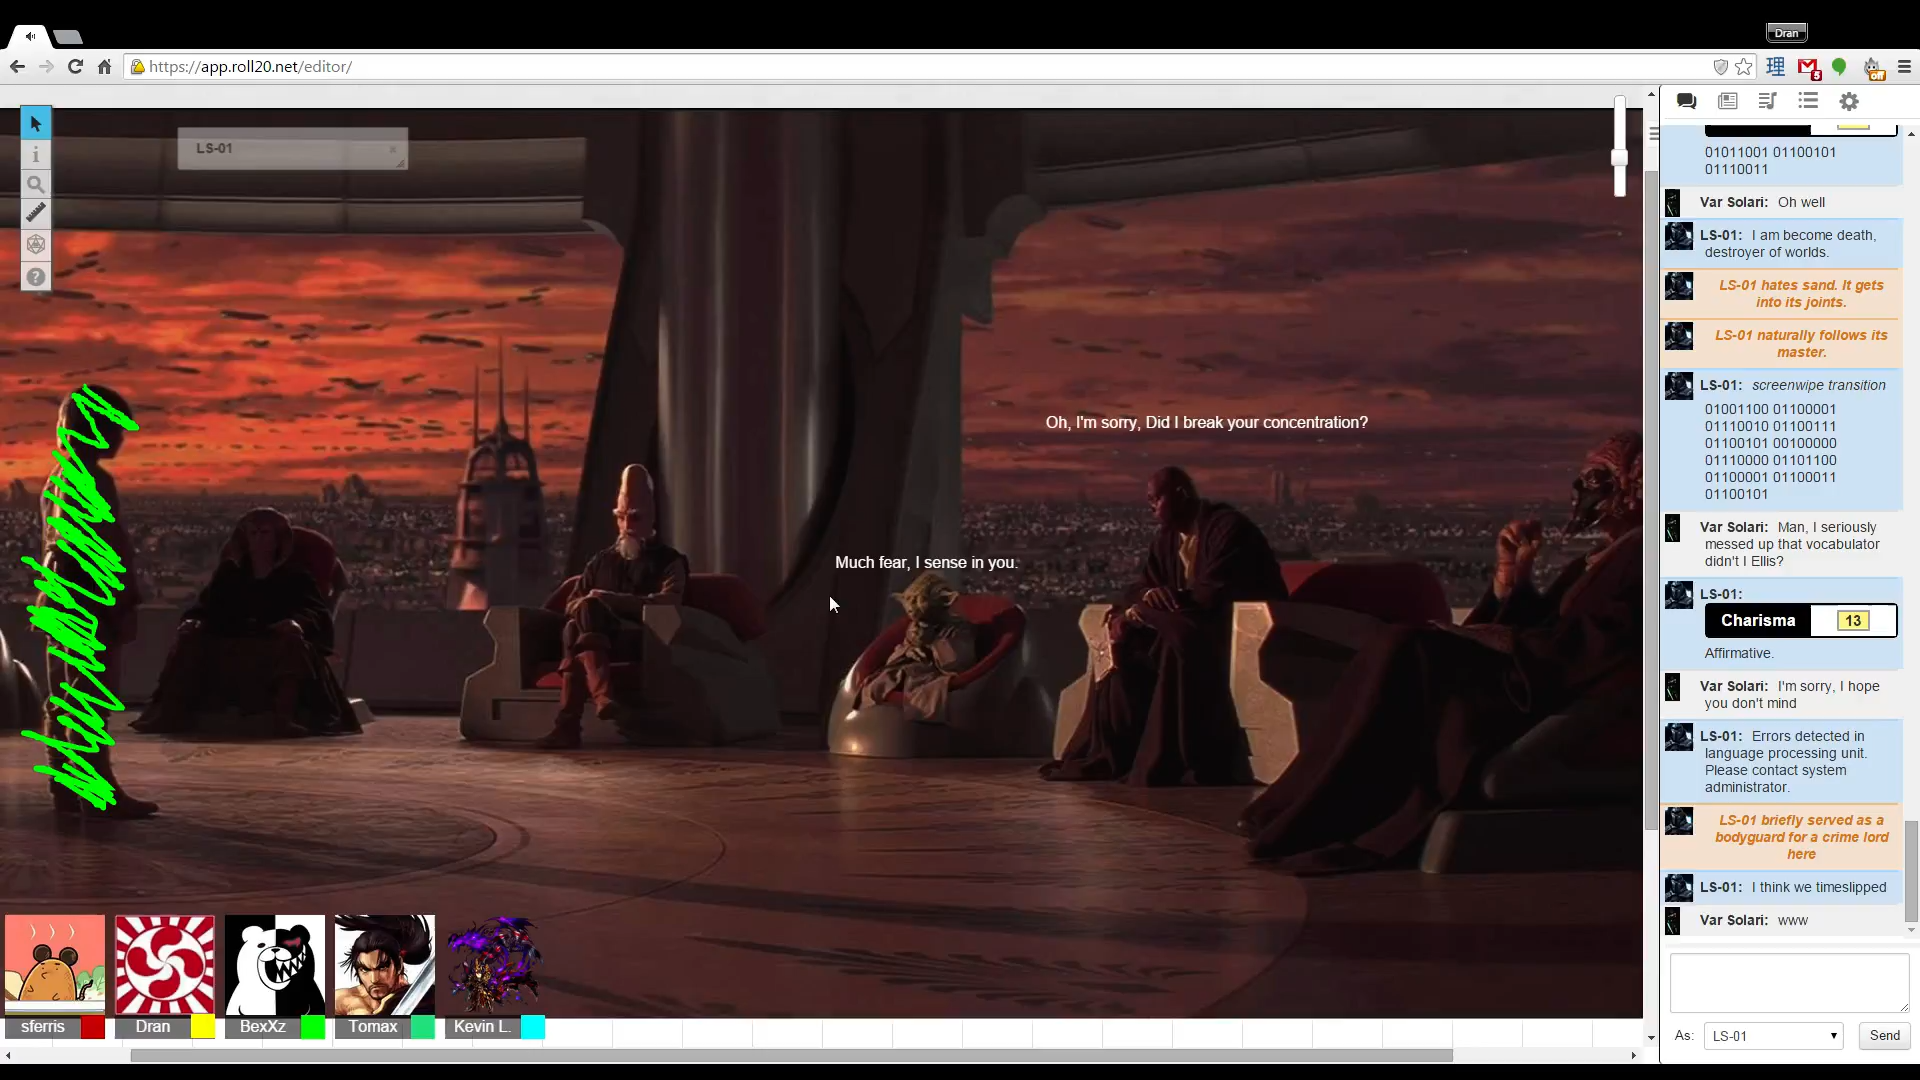 Dran
https://app.roll20.net/editor/
理
5
off
LS-01
Oh, I'm sorry, Did I break your concentration?
Much fear, I sense in you.
sferris
Dran
BexXz
Tomax
Kevin L.
01011001 01100101
01110011
Var Solari: Oh well
LS-01: I am become death,
destroyer of worlds.
LS-01 hates sand. It gets
into its joints.
LS-01 naturally follows its
master.
LS-01: screenwipe transition
01001100 01100001
01110010 01100111
01100101 00100000
01110000 01101100
01100001 01100011
01100101
Var Solari: Man, I seriously
messed up that vocabulator
didn't I Ellis?
LS-01:
Charisma 13
Affirmative.
Var Solari: I'm sorry, I hope
you don't mind
LS-01: Errors detected in
language processing unit.
Please contact system
administrator.
LS-01 briefly served as a
bodyguard for a crime lord
here
LS-01: I think we timeslipped
Var Solari: www
As: LS-01
Send